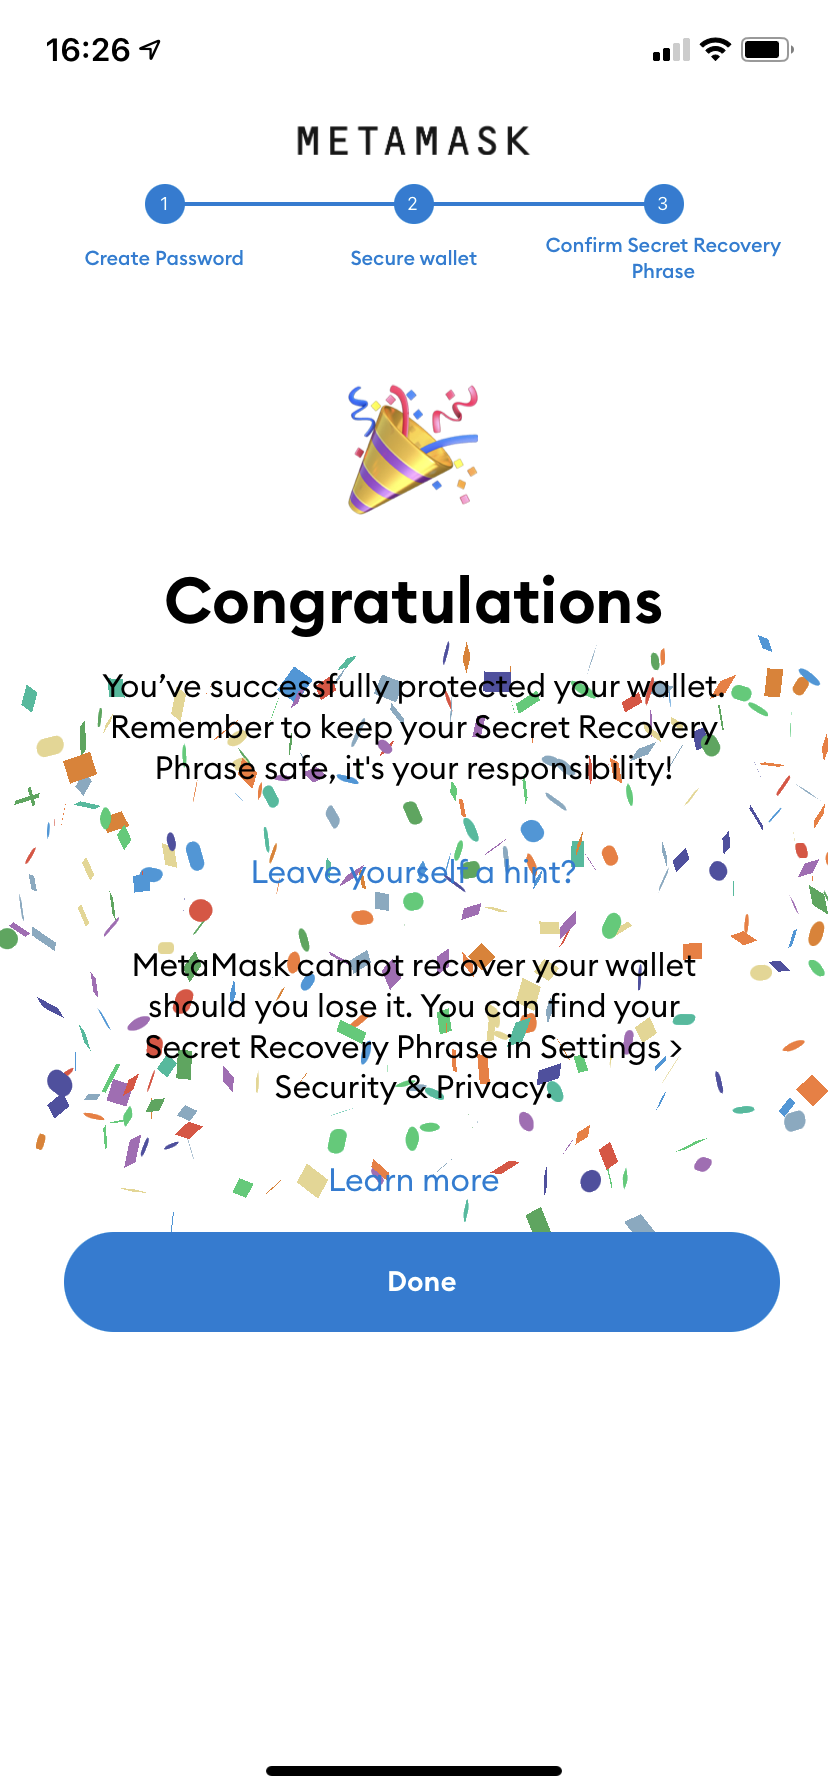 16:26
METAMASK
1 2 3
Create Password Secure wallet Confirm Secret Recovery
Phrase
Congratulations
You’ve successfully protected your wallet.
Remember to keep your Secret Recovery
Phrase safe, it's your responsibility!
Leave yourself a hint?
MetaMask cannot recover your wallet
should you lose it. You can find your
Secret Recovery Phrase in Settings >
Security & Privacy.
Learn more
Done